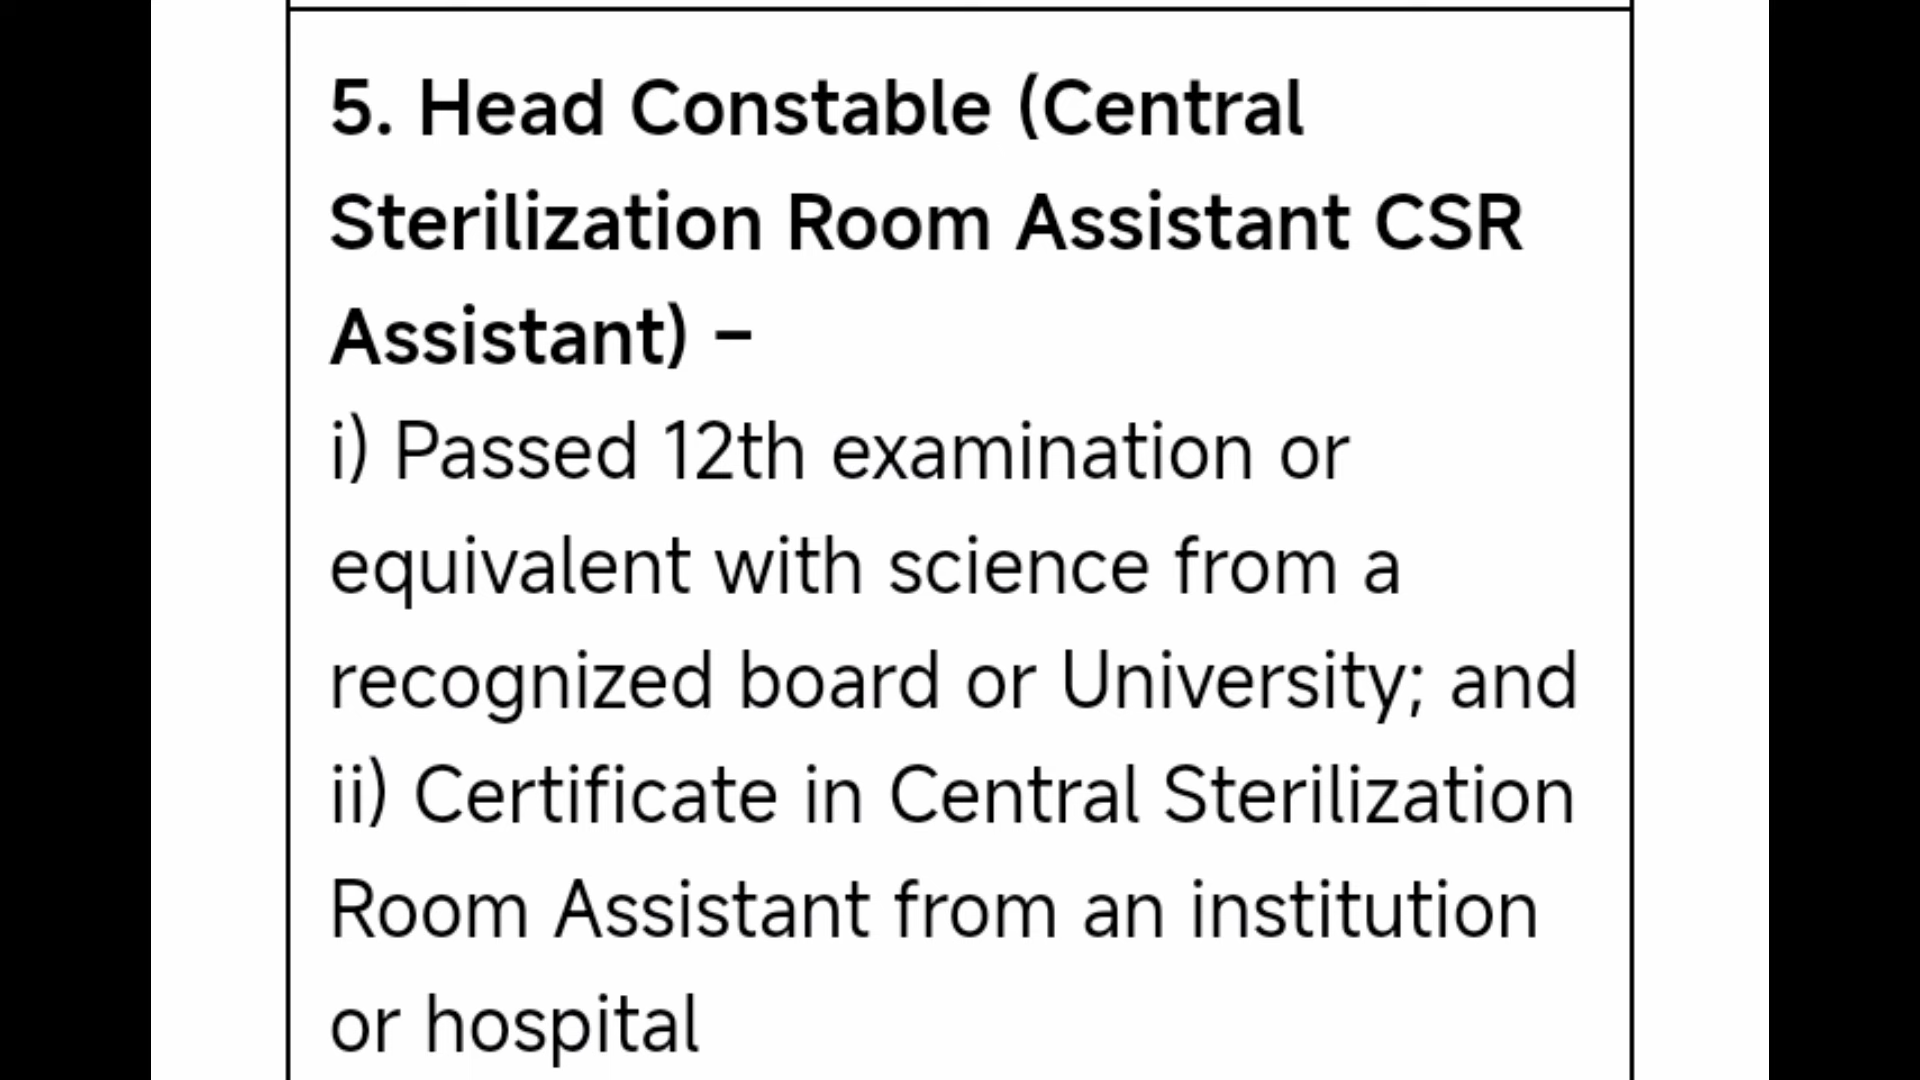 5. Head Constable (Central
Sterilization Room Assistant CSR
Assistant) –
i) Passed 12th examination or
equivalent with science from a
recognized board or University; and
ii) Certificate in Central Sterilization
Room Assistant from an institution
or hospital